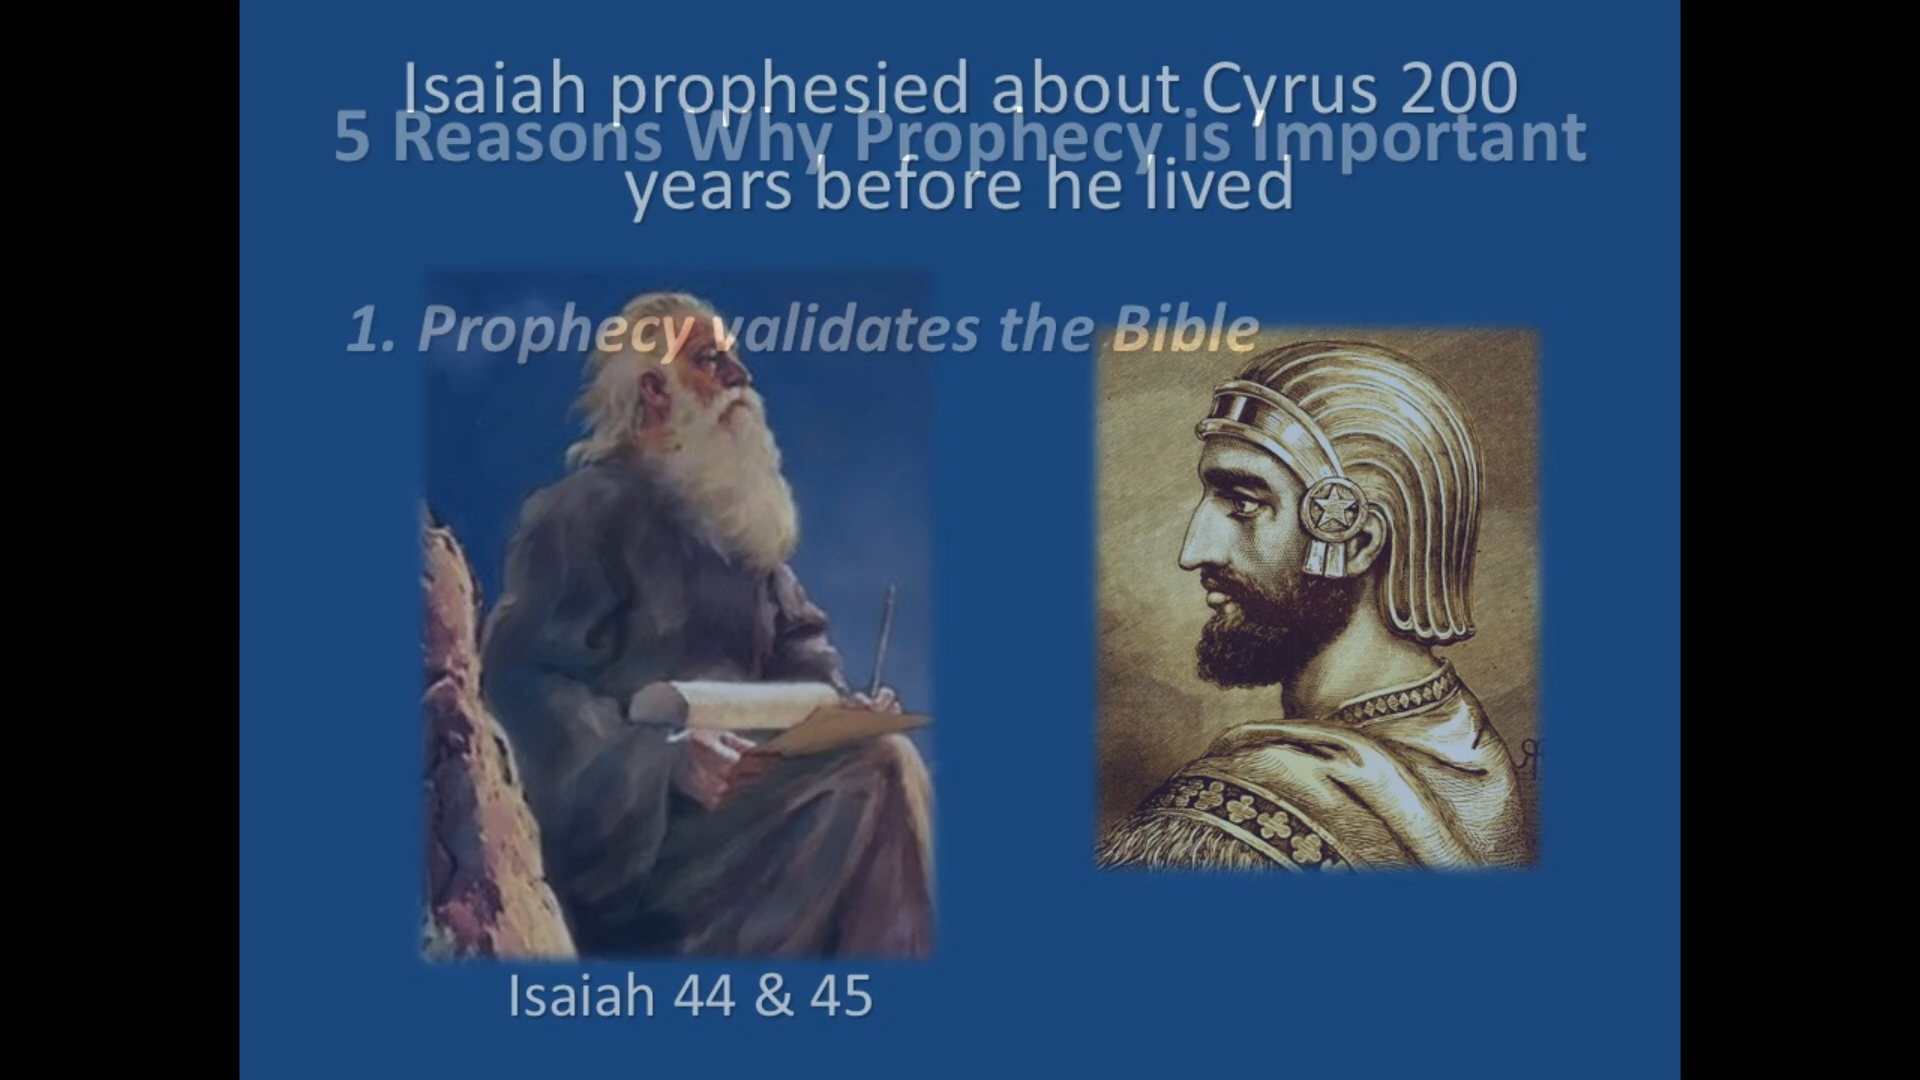 Isaiah prophesied about Cyrus 200
5 Reasons Why Prophecy is Important
years before he lived
1. Prophecy validates the Bible
Isaiah 44 & 45